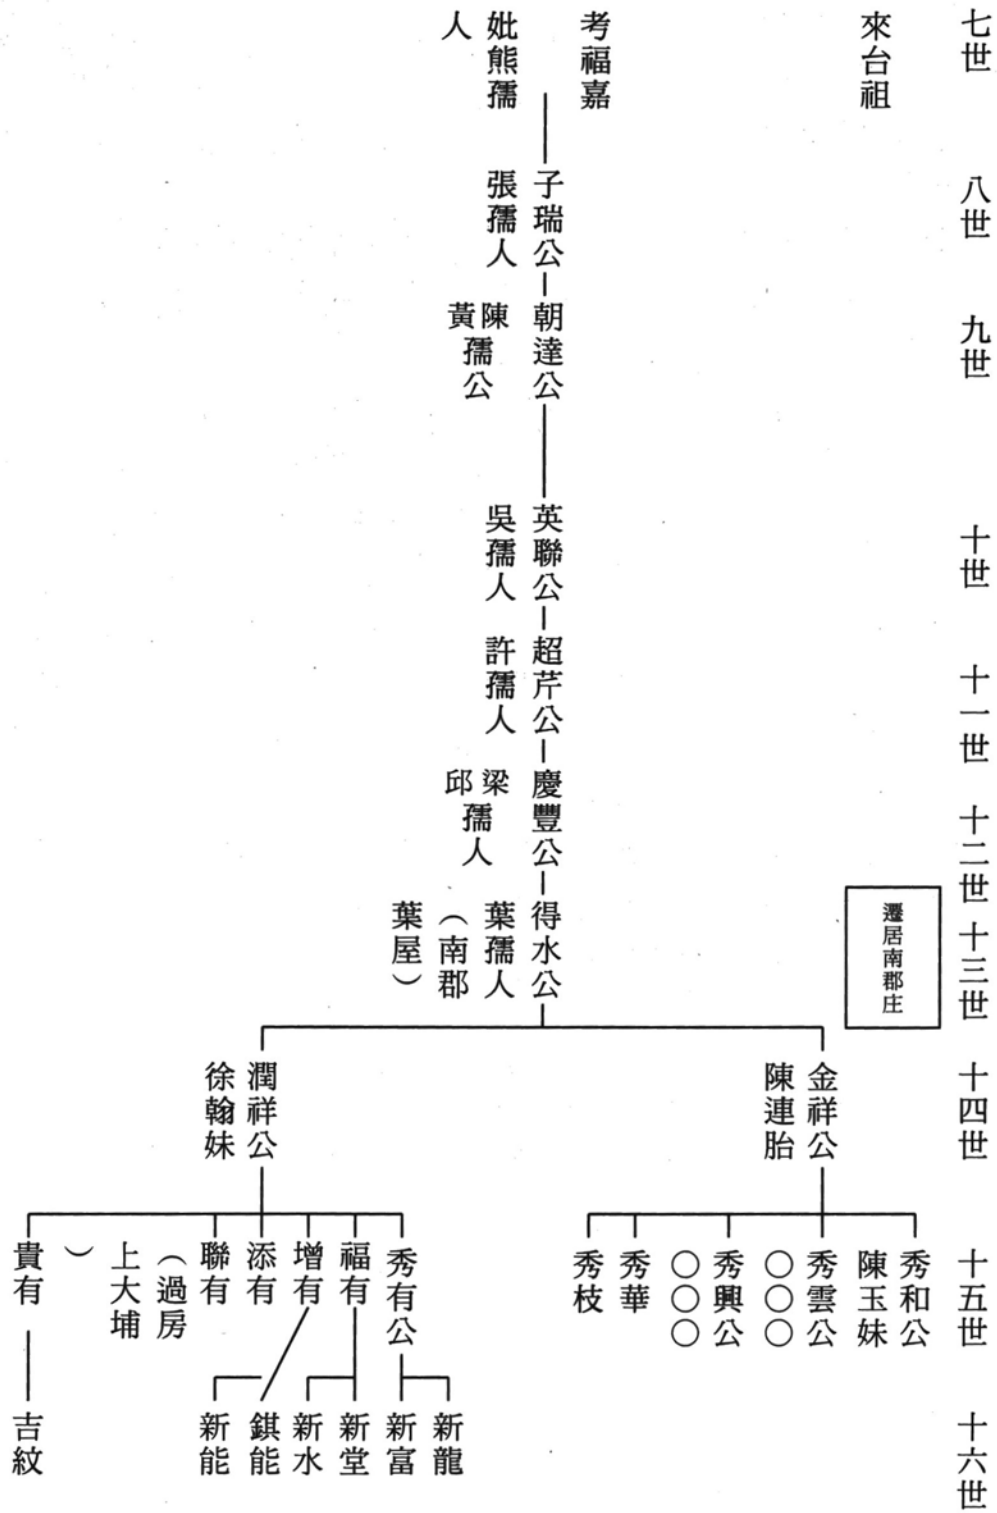 七世
八世
九世
十世
十一世
十二世
十三世
十四世
十五世
十六世
來台祖
遷居南郡庄
考福嘉
妣熊孺
人
子瑞公
張孺人
朝達公
陳
黃
孺公
英聯公
吳孺人
超芹公
許孺人
慶豐公
梁
邱
孺人
得水公
葉孺人
（南郡
葉屋）
金祥公
陳連胎
潤祥公
徐翰妹
秀和公
陳玉妹
秀雲公
〇〇〇
秀興公
〇〇〇
秀華
秀枝
秀有公
福有
增有
添有
聯有
（過房
上大埔
）
貴有
新龍
新富
新堂
新水
錤能
新能
吉紋